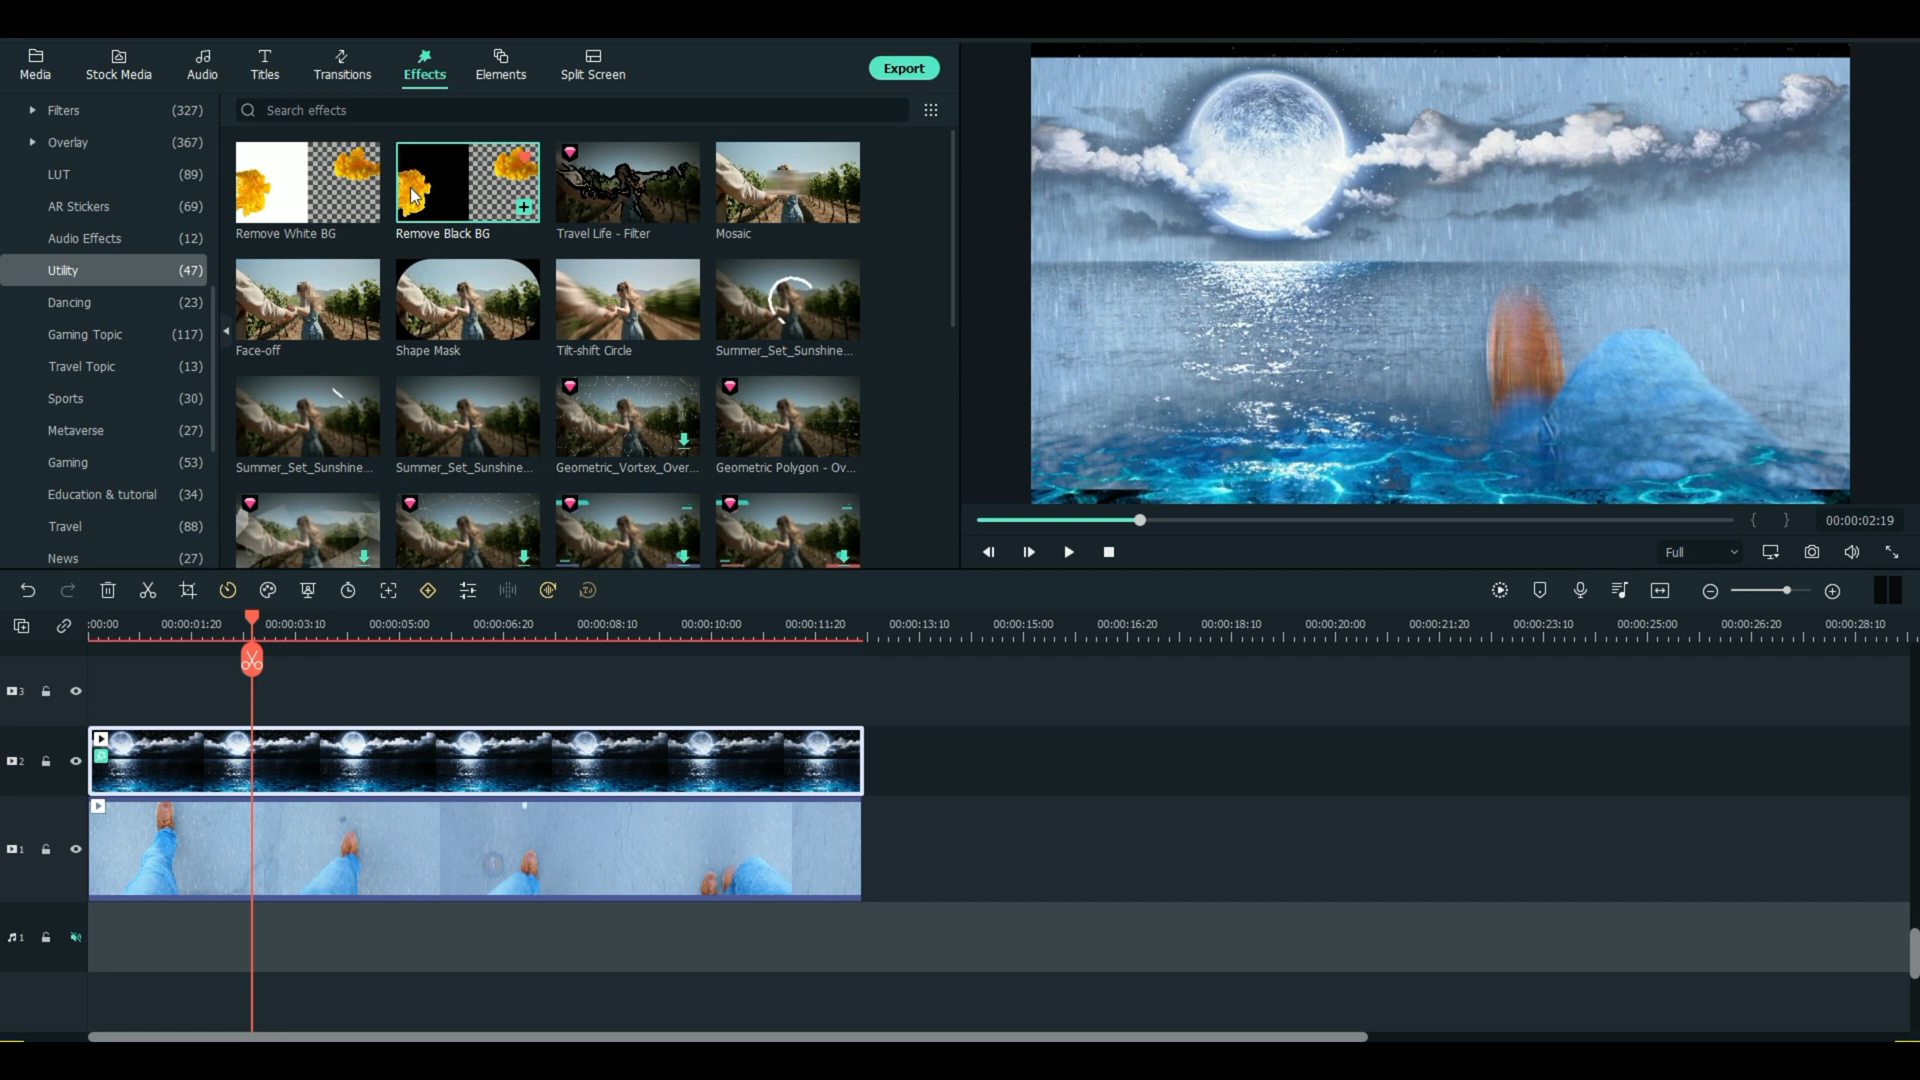 Media
Stock Media
Audio
Titles
Transitions
Effects
Elements
Split Screen
Export
Filters (327)
Overlay (367)
LUT (89)
AR Stickers (69)
Audio Effects (12)
Utility (47)
Dancing (23)
Gaming Topic (117)
Travel Topic (13)
Sports (30)
Metaverse (27)
Gaming (53)
Education & tutorial (34)
Travel (88)
News (27)
Search effects
Remove White BG
Remove Black BG
Travel Life - Filter
Mosaic
Face-off
Shape Mask
Tilt-shift Circle
Summer_Set_Sunshine...
Summer_Set_Sunshine...
Summer_Set_Sunshine...
Geometric_Vortex_Over...
Geometric Polygon - Ov...
{ } 00:00:02:19
Full
:00:00 00:00:01:20 00:00:03:10 00:00:05:00 00:00:06:20 00:00:08:10 00:00:10:00 00:00:11:20 00:00:13:10 00:00:15:00 00:00:16:20 00:00:18:10 00:00:20:00 00:00:21:20 00:00:23:10 00:00:25:00 00:00:26:20 00:00:28:10
3
2
1
1